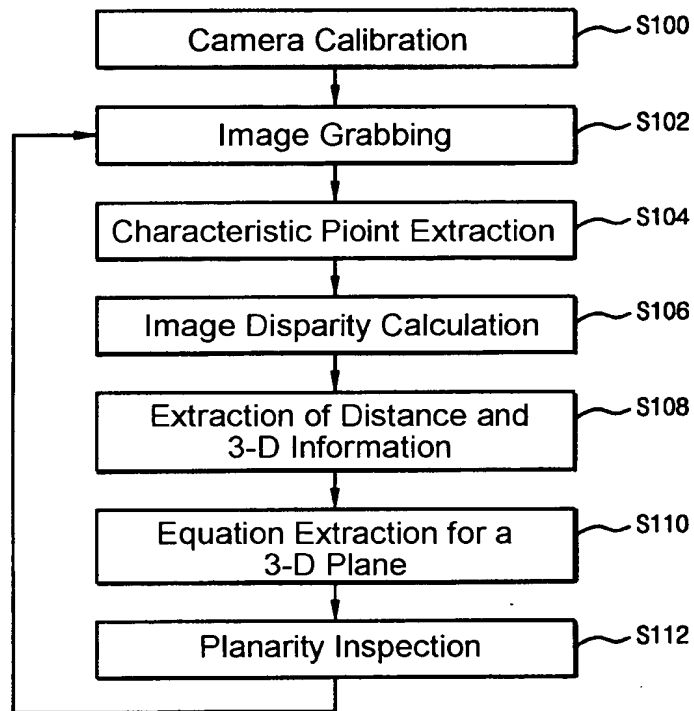 Camera Calibration
S100
Image Grabbing
S102
Characteristic Pioint Extraction
S104
Image Disparity Calculation
S106
Extraction of Distance and
3-D Information
S108
Equation Extraction for a
3-D Plane
S110
Planarity Inspection
S112